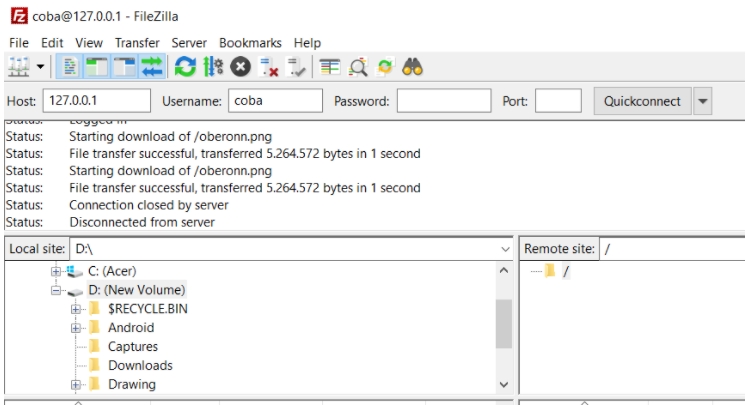 coba@127.0.0.1 - FileZilla
File Edit View Transfer Server Bookmarks Help
Host: 127.0.0.1 Username: coba Password: Port: Quickconnect
Status: Logged in
Status: Starting download of /oberonn.png
Status: File transfer successful, transferred 5.264.572 bytes in 1 second
Status: Starting download of /oberonn.png
Status: File transfer successful, transferred 5.264.572 bytes in 1 second
Status: Connection closed by server
Status: Disconnected from server
Local site: D:\ Remote site: /
C: (Acer) /
D: (New Volume)
$RECYCLE.BIN
Android
Captures
Downloads
Drawing